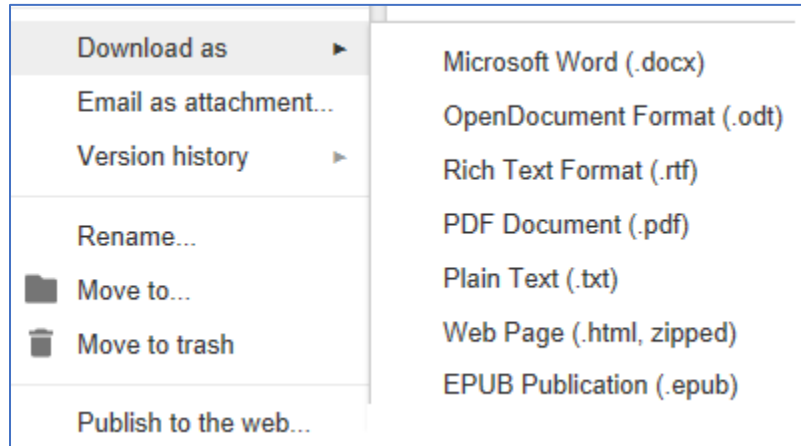 Download as
Email as attachment...
Version history
Rename...
Move to...
Move to trash
Publish to the web...
Microsoft Word (.docx)
OpenDocument Format (.odt)
Rich Text Format (.rtf)
PDF Document (.pdf)
Plain Text (.txt)
Web Page (.html, zipped)
EPUB Publication (.epub)